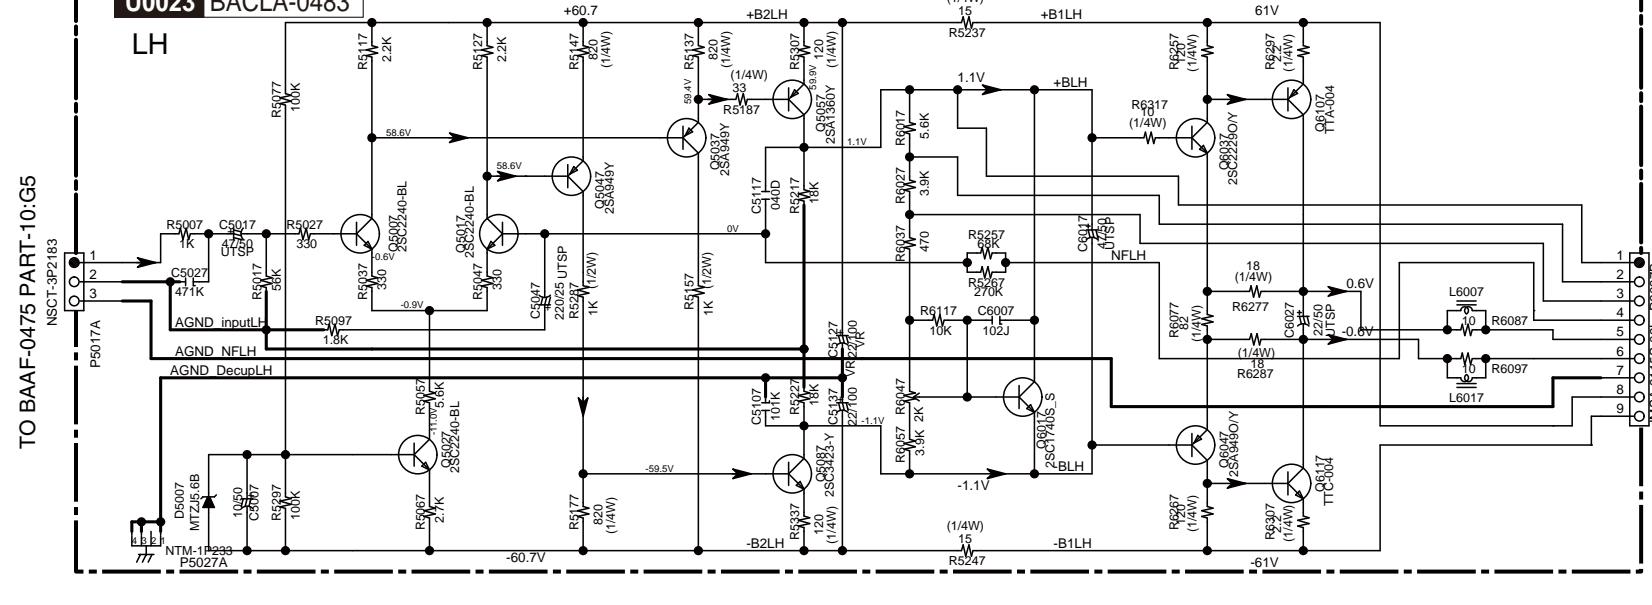 U0023 BACLA-0483
LH
TO BAAF-0475 PART-10:G5
NSCT-3P2183
P5017A
1
2
3
R5007
1K
C5017
47/50
UTSP
R5027
330
C5027
471K
R5017
56K
R5077
100K
R5117
2.2K
R5127
2.2K
+60.7
R5147
820
(1/4W)
R5137
820
(1/4W)
59.4V
(1/4W)
33
R5187
+B2LH
R5307
120
(1/4W)
59.9V
Q5057
2SA1360Y
(1/4W)
15
R5237
+B1LH
61V
58.6V
58.6V
Q5007
2SC2240-BL
-0.6V
Q5017
2SC2240-BL
Q5047
2SA949Y
Q5037
2SA949Y
R5037
330
R5047
330
-0.9V
C5047
220/25 UTSP
R5287
1K
(1/2W)
R5157
1K
(1/2W)
0V
C5117
040D
R5217
18K
1.1V
AGND_inputLH
R5097
1.8K
AGND_NFLH
AGND_DecupLH
R5057
5.6K
-11.0V
Q5027
2SC2240-BL
R5067
2.7K
D5007
MTZJ5.6B
10/50
C5007
R5297
100K
4 3 2 1
NTM-1P233
P5027A
-60.7V
R5177
820
(1/4W)
-59.5V
C5107
101K
R5227
18K
C5127
VR22/100
VR
C5137
22/100
-1.1V
Q5087
2SC3423-Y
R5337
120
(1/4W)
-B2LH
(1/4W)
15
R5247
-B1LH
-61V
1.1V
+BLH
R6017
5.6K
R6027
3.9K
R6037
470
R5257
68K
R5267
270K
NFLH
R6117
10K
C6007
102J
R6047
2K
R6057
3.9K
Q6017
2SC1740S_S
-BLH
-1.1V
C6017
47/50
UTSP
R6317
10
(1/4W)
R6257
120
(1/4W)
R6297
2.2
(1/4W)
Q6037
2SC2229O/Y
Q6107
TTA-004
18
(1/4W)
R6277
0.6V
R6077
82
(1/4W)
C6027
22/50
UTSP
-0.6V
(1/4W)
18
R6287
Q6047
2SA949O/Y
Q6117
TTC-004
R6267
120
(1/4W)
R6307
2.2
(1/4W)
L6007
10
R6087
10
R6097
L6017
1
2
3
4
5
6
7
8
9